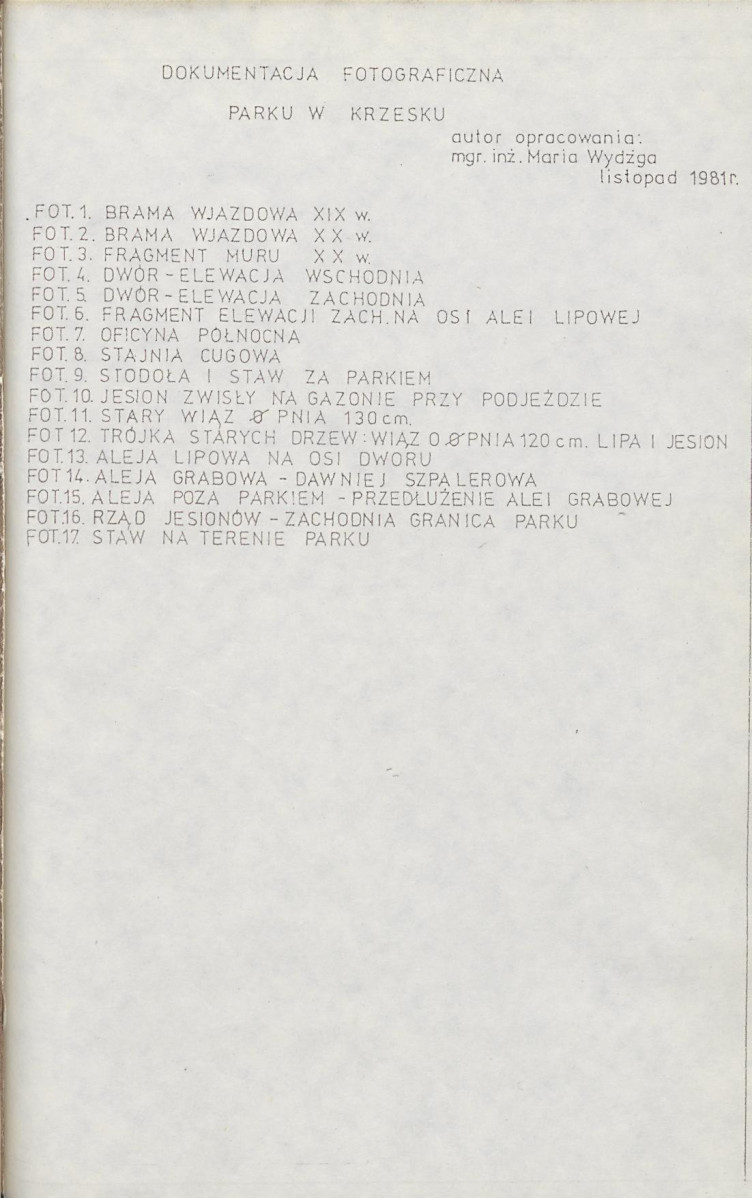 DOKUMENTACJA FOTOGRAFICZNA
PARKU W KRZESKU
autor opracowania:
mgr. inż. Maria Wydżga
listopad 1981r.
FOT. 1. BRAMA WJAZDOWA XIX w.
FOT. 2. BRAMA WJAZDOWA XX w.
FOT. 3. FRAGMENT MURU XX w.
FOT. 4. DWÓR - ELEWACJA WSCHODNIA
FOT. 5. DWÓR - ELEWACJA ZACHODNIA
FOT. 6. FRAGMENT ELEWACJI ZACH. NA OSI ALEI LIPOWEJ
FOT. 7. OFICYNA PÓŁNOCNA
FOT. 8. STAJNIA CUGOWA
FOT. 9. STODOŁA I STAW ZA PARKIEM
FOT. 10. JESION ZWISŁY NA GAZONIE PRZY PODJEŹDZIE
FOT. 11. STARY WIĄZ Ø PNIA 130 cm.
FOT 12. TRÓJKA STARYCH DRZEW: WIĄZ O Ø PNIA 120 cm. LIPA I JESION
FOT. 13. ALEJA LIPOWA NA OSI DWORU
FOT 14. ALEJA GRABOWA - DAWNIEJ SZPALEROWA
FOT. 15. ALEJA POZA PARKIEM - PRZEDŁUŻENIE ALEI GRABOWEJ
FOT. 16. RZĄD JESIONÓW - ZACHODNIA GRANICA PARKU
FOT. 17. STAW NA TERENIE PARKU